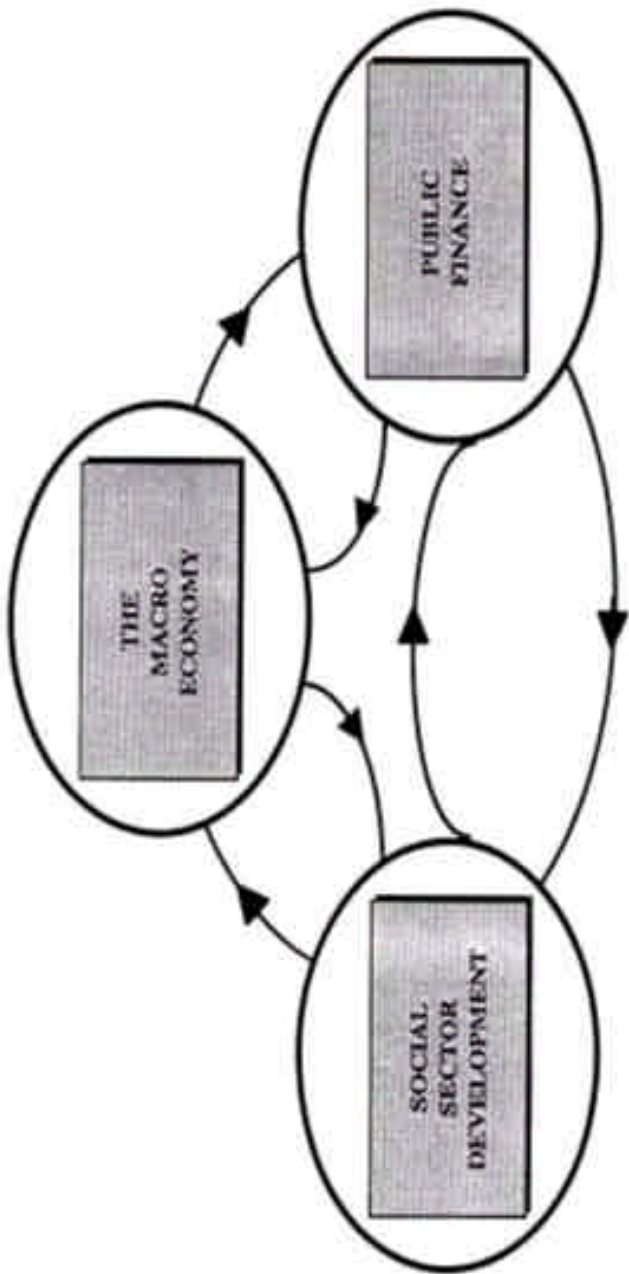 THE
MACRO
ECONOMY
SOCIAL
SECTOR
DEVELOPMENT
PUBLIC
FINANCE